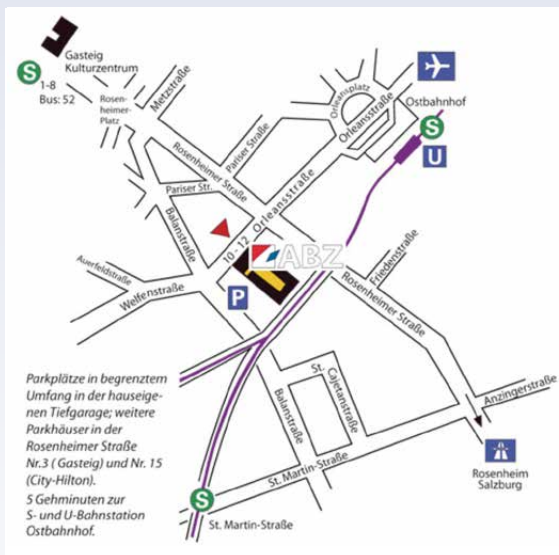 Gasteig
Kulturzentrum
S
1-8
Bus: 52
Rosen-
heimer-
Platz
Metzstraße
Orleansplatz
Orleansstraße
Ostbahnhof
S
U
Pariser Straße
Rosenheimer Straße
Pariser Str.
Orleansstraße
10 - 12
ABZ
Balanstraße
Auerfeldstraße
Welfenstraße
P
Friedenstraße
Rosenheimer Straße
St.
Cajetanstraße
Balanstraße
Anzingerstraße
St. Martin-Straße
Rosenheim
Salzburg
Parkplätze in begrenztem
Umfang in der hauseige-
nen Tiefgarage; weitere
Parkhäuser in der
Rosenheimer Straße
Nr.3 ( Gasteig) und Nr. 15
(City-Hilton).
5 Gehminuten zur
S- und U-Bahnstation
Ostbahnhof.
S
St. Martin-Straße